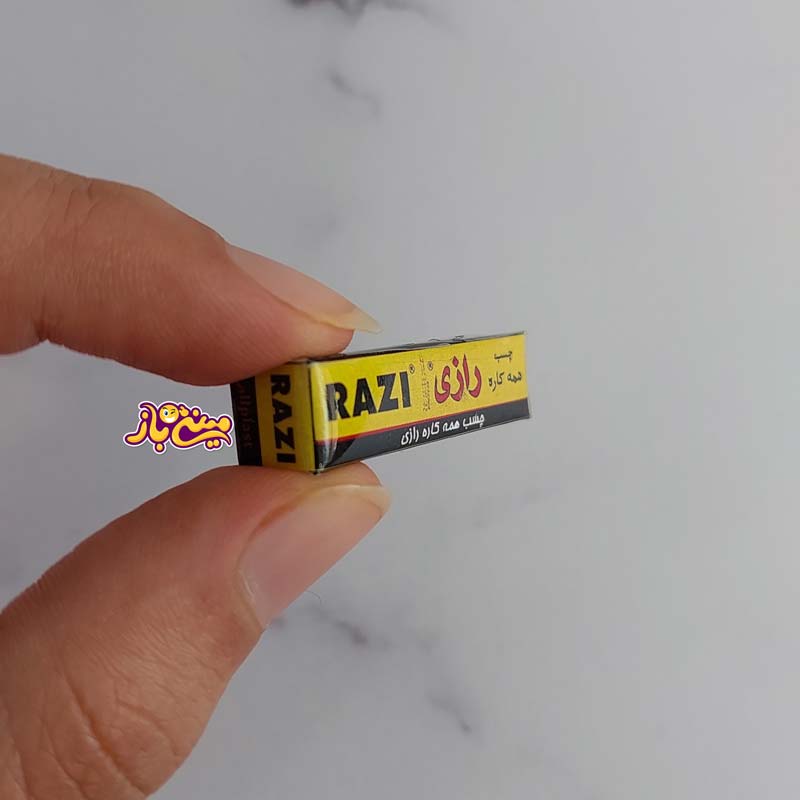 RAZI
RAZI® ®رازی
چسب
همه کاره
چسب همه کاره رازی
مینی باز